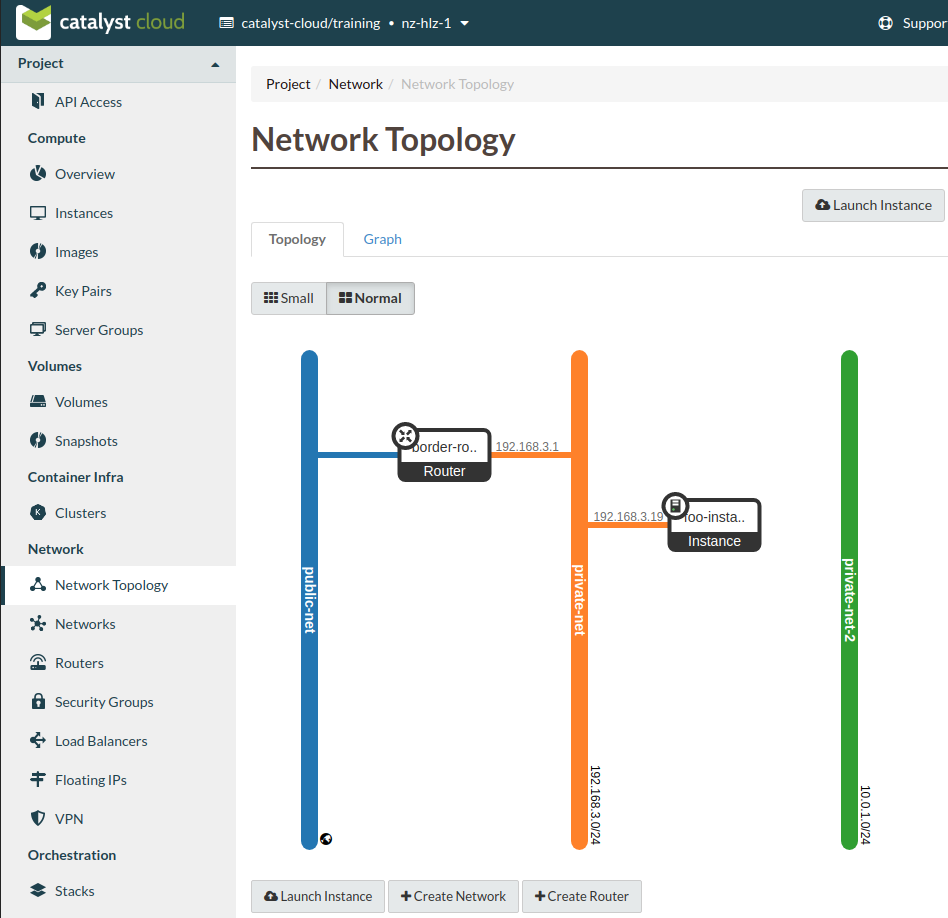 catalyst cloud
catalyst-cloud/training • nz-hlz-1
Suppor
Project
API Access
Compute
Overview
Instances
Images
Key Pairs
Server Groups
Volumes
Volumes
Snapshots
Container Infra
Clusters
Network
Network Topology
Networks
Routers
Security Groups
Load Balancers
Floating IPs
VPN
Orchestration
Stacks
Project / Network / Network Topology
Network Topology
Launch Instance
Topology
Graph
Small
Normal
public-net
border-ro..
Router
192.168.3.1
private-net
192.168.3.0/24
192.168.3.19
foo-insta..
Instance
private-net-2
10.0.1.0/24
Launch Instance
+Create Network
+Create Router